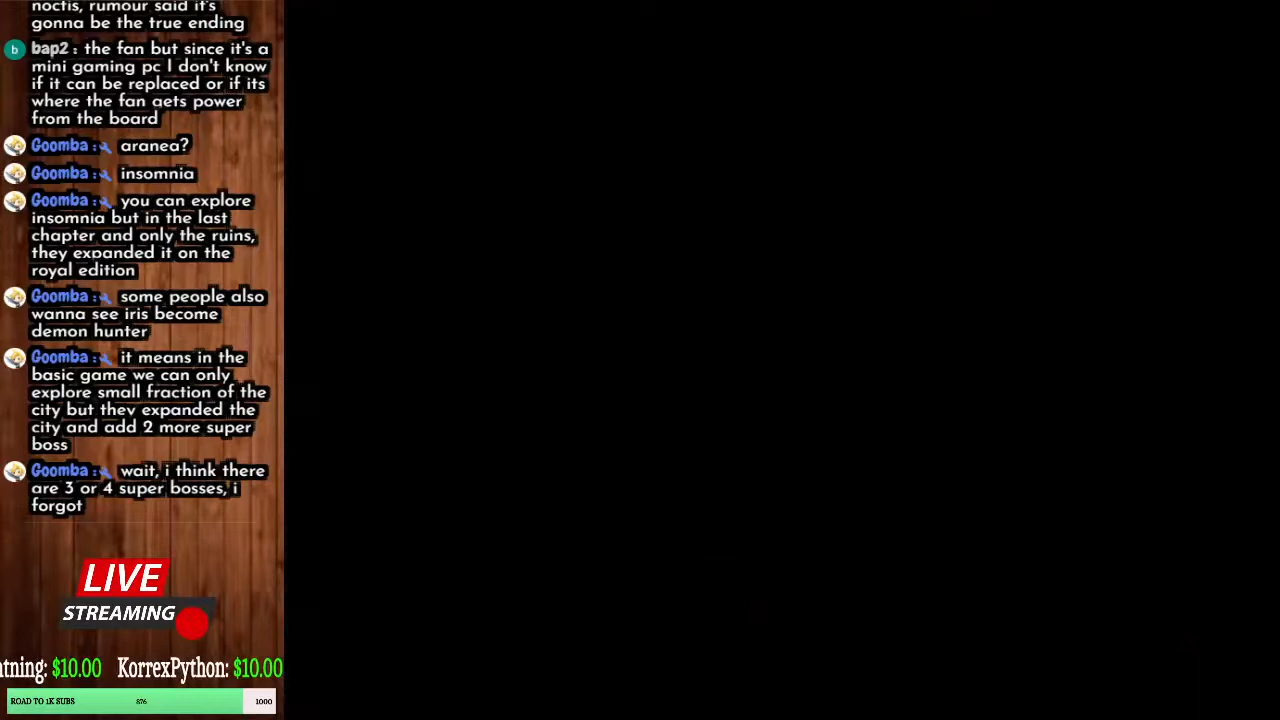 noctis, rumour said it's
gonna be the true ending
b bap2 : the fan but since it's a
mini gaming pc I don't know
if it can be replaced or if its
where the fan gets power
from the board
Goomba : aranea?
Goomba : insomnia
Goomba : you can explore
insomnia but in the last
chapter and only the ruins,
they expanded it on the
royal edition
Goomba : some people also
wanna see iris become
demon hunter
Goomba : it means in the
basic game we can only
explore small fraction of the
city but they expanded the
city and add 2 more super
boss
Goomba : wait, i think there
are 3 or 4 super bosses, i
forgot
LIVE
STREAMING
ntning: $10.00 KorrexPython: $10.00
ROAD TO 1K SUBS 876 1000